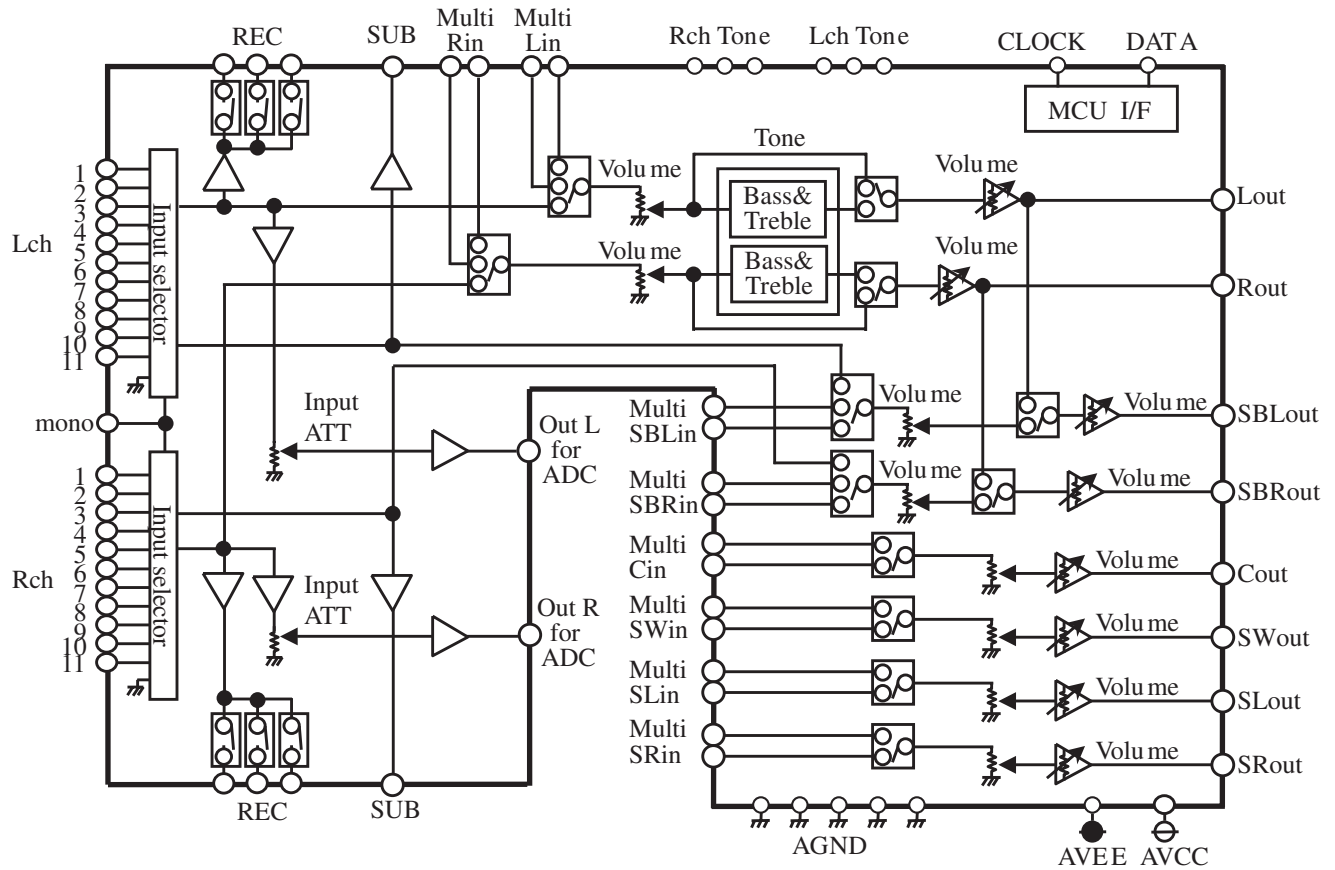 REC
SUB
Multi
Rin
Multi
Lin
Rch Tone
Lch Tone
CLOCK
DATA
MCU I/F
Lch
1
2
3
4
5
6
7
8
9
10
11
Input selector
Volume
Volume
Tone
Bass&
Treble
Bass&
Treble
Volume
Volume
Lout
Rout
mono
Input
ATT
Out L
for
ADC
Multi
SBLin
Volume
Volume
SBLout
Multi
SBRin
Volume
Volume
SBRout
Rch
1
2
3
4
5
6
7
8
9
10
11
Input selector
Input
ATT
Out R
for
ADC
Multi
Cin
Volume
Cout
Multi
SWin
Volume
SWout
Multi
SLin
Volume
SLout
Multi
SRin
Volume
SRout
REC
SUB
AGND
AVEE
AVCC